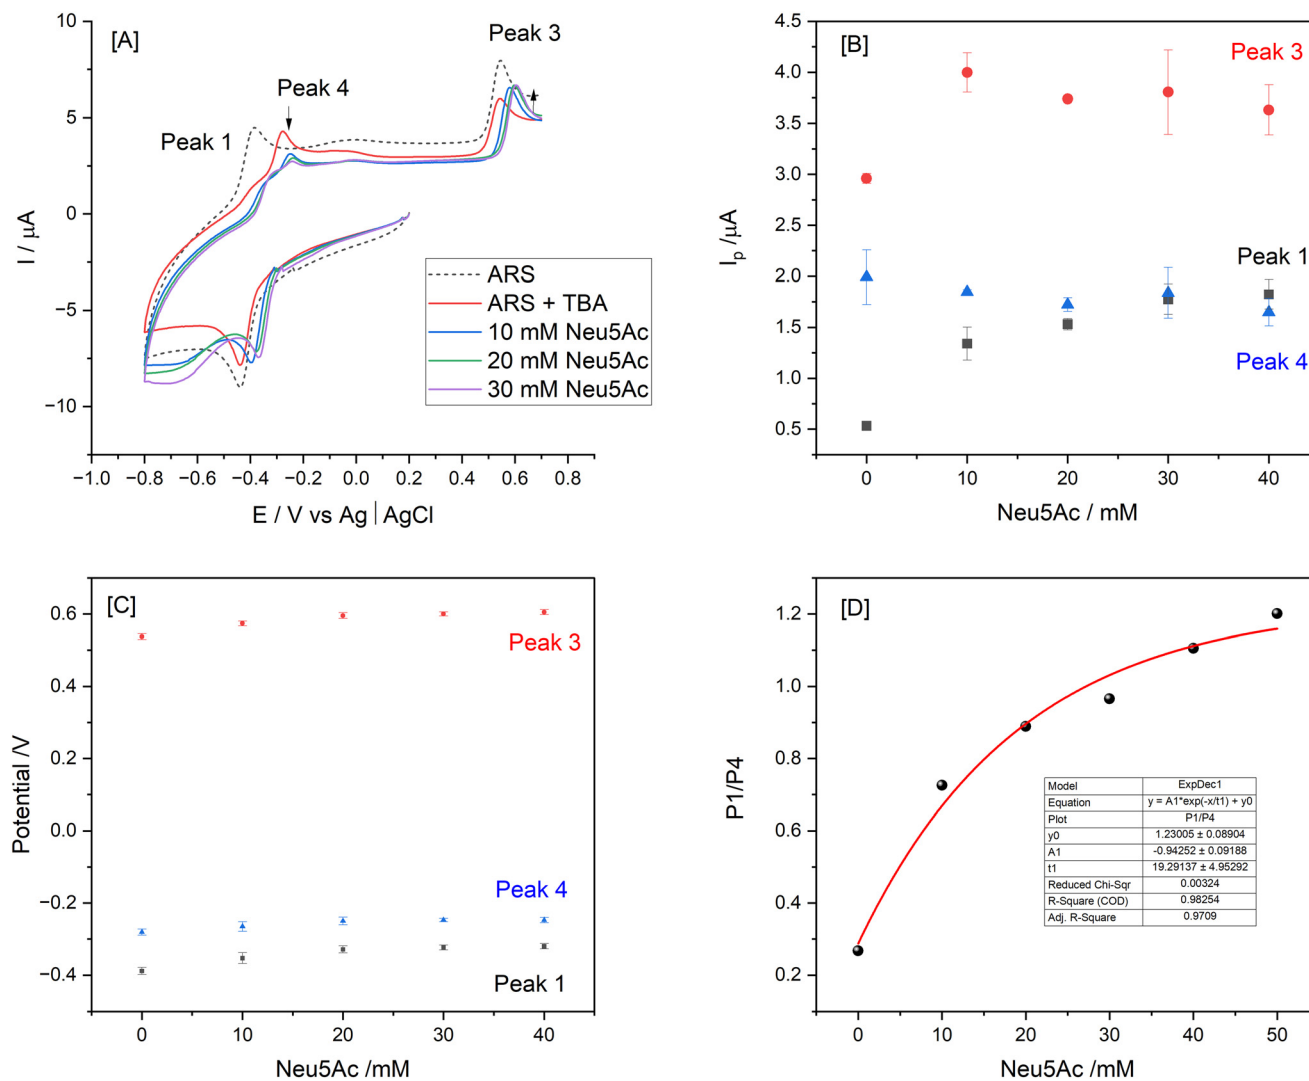 [A]
Peak 3
Peak 4
Peak 1
10
5
0
−5
−10
I / μA
ARS
ARS + TBA
10 mM Neu5Ac
20 mM Neu5Ac
30 mM Neu5Ac
−1.0 −0.8 −0.6 −0.4 −0.2 0.0 0.2 0.4 0.6 0.8
E / V vs Ag | AgCl
[B]
Peak 3
4.5
4.0
3.5
3.0
2.5
2.0
1.5
1.0
0.5
Ip /μA
Peak 1
Peak 4
0 10 20 30 40
Neu5Ac / mM
[C]
0.6
0.4
0.2
0.0
−0.2
−0.4
Potential /V
Peak 3
Peak 4
Peak 1
0 10 20 30 40
Neu5Ac /mM
[D]
1.2
1.0
0.8
0.6
0.4
0.2
P1/P4
Model ExpDec1
Equation y = A1*exp(-x/t1) + y0
Plot P1/P4
y0 1.23005 ± 0.08904
A1 -0.94252 ± 0.09188
t1 19.29137 ± 4.95292
Reduced Chi-Sqr 0.00324
R-Square (COD) 0.98254
Adj. R-Square 0.9709
0 10 20 30 40 50
Neu5Ac /mM